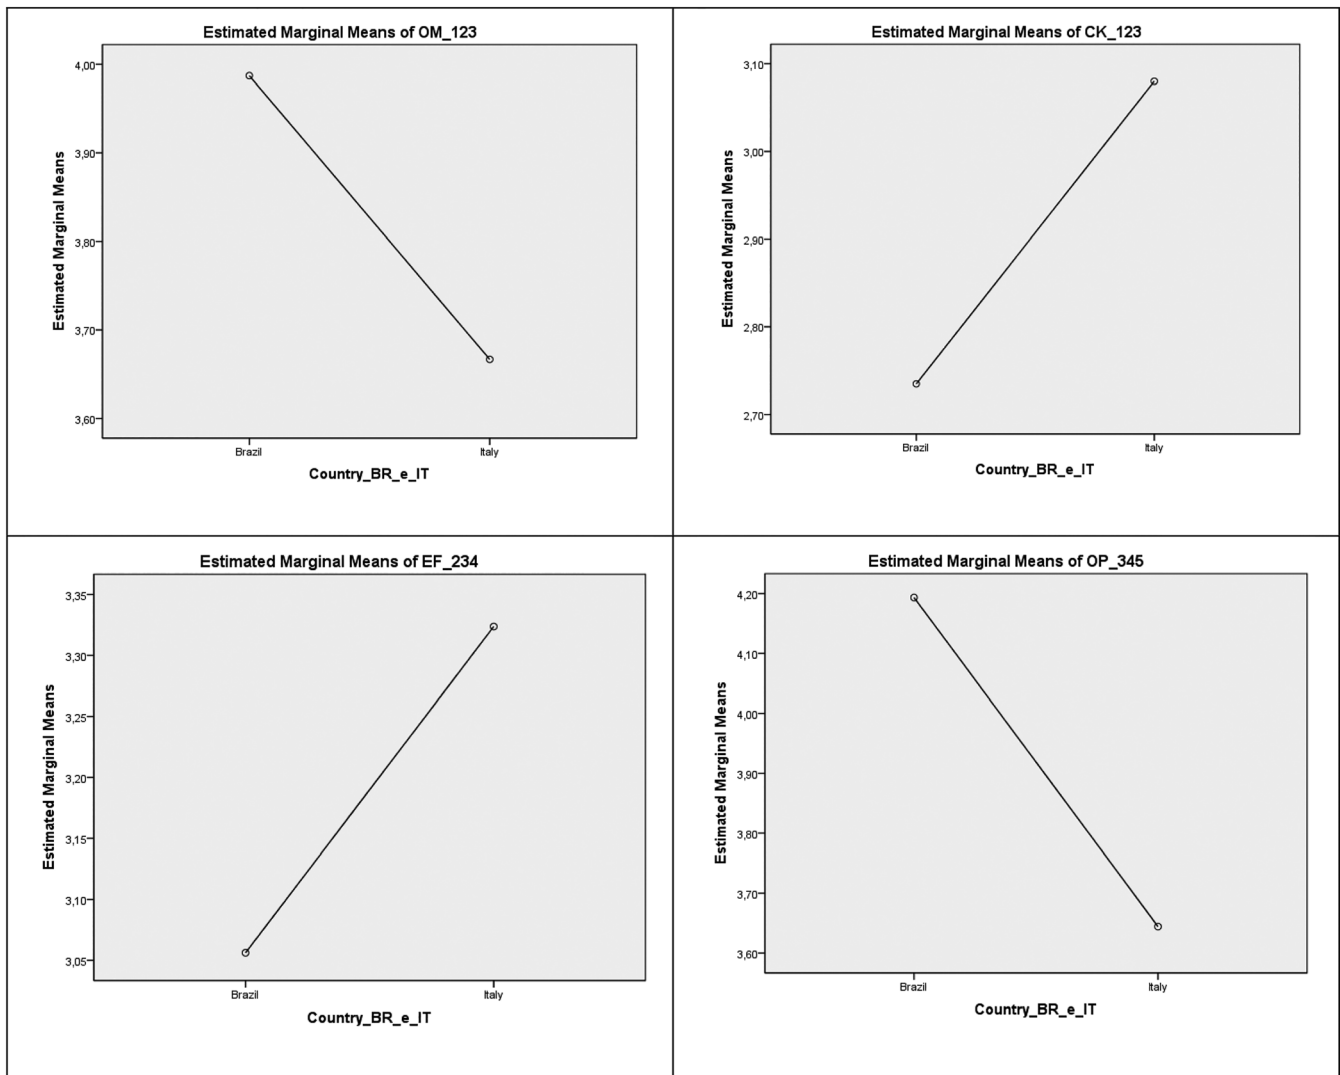 Estimated Marginal Means of OM_123
Estimated Marginal Means
4,00
3,90
3,80
3,70
3,60
Brazil
Italy
Country_BR_e_IT
Estimated Marginal Means of CK_123
Estimated Marginal Means
3,10
3,00
2,90
2,80
2,70
Brazil
Italy
Country_BR_e_IT
Estimated Marginal Means of EF_234
Estimated Marginal Means
3,35
3,30
3,25
3,20
3,15
3,10
3,05
Brazil
Italy
Country_BR_e_IT
Estimated Marginal Means of OP_345
Estimated Marginal Means
4,20
4,10
4,00
3,90
3,80
3,70
3,60
Brazil
Italy
Country_BR_e_IT